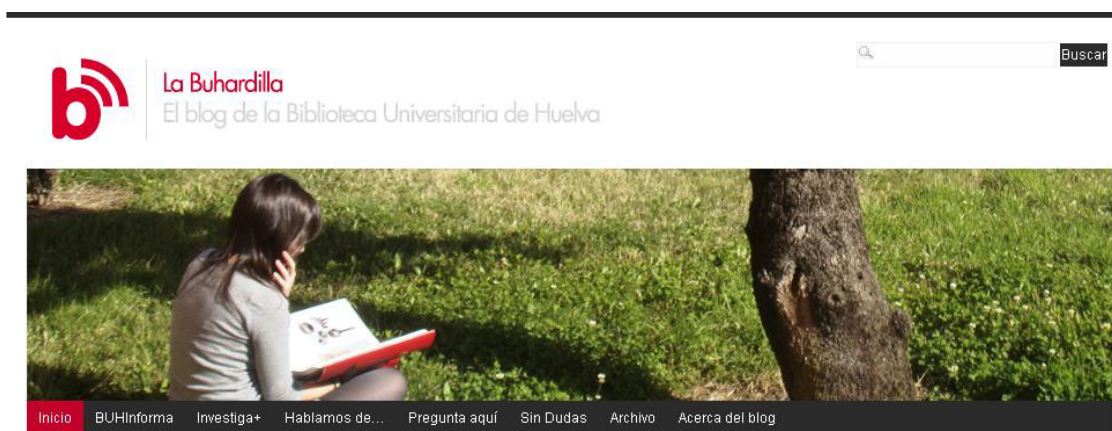 Buscar
La Buhardilla
El blog de la Biblioteca Universitaria de Huelva
Inicio BUHInforma Investiga+ Hablamos de... Pregunta aquí Sin Dudas Archivo Acerca del blog